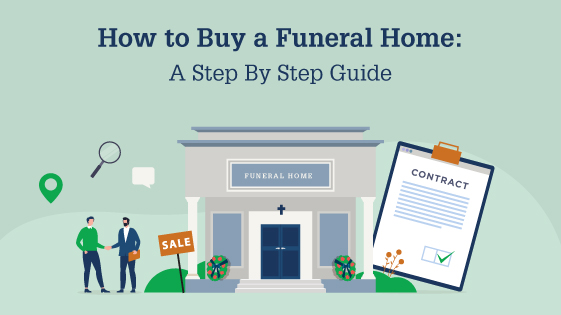 How to Buy a Funeral Home:
A Step By Step Guide
FUNERAL HOME
CONTRACT
SALE